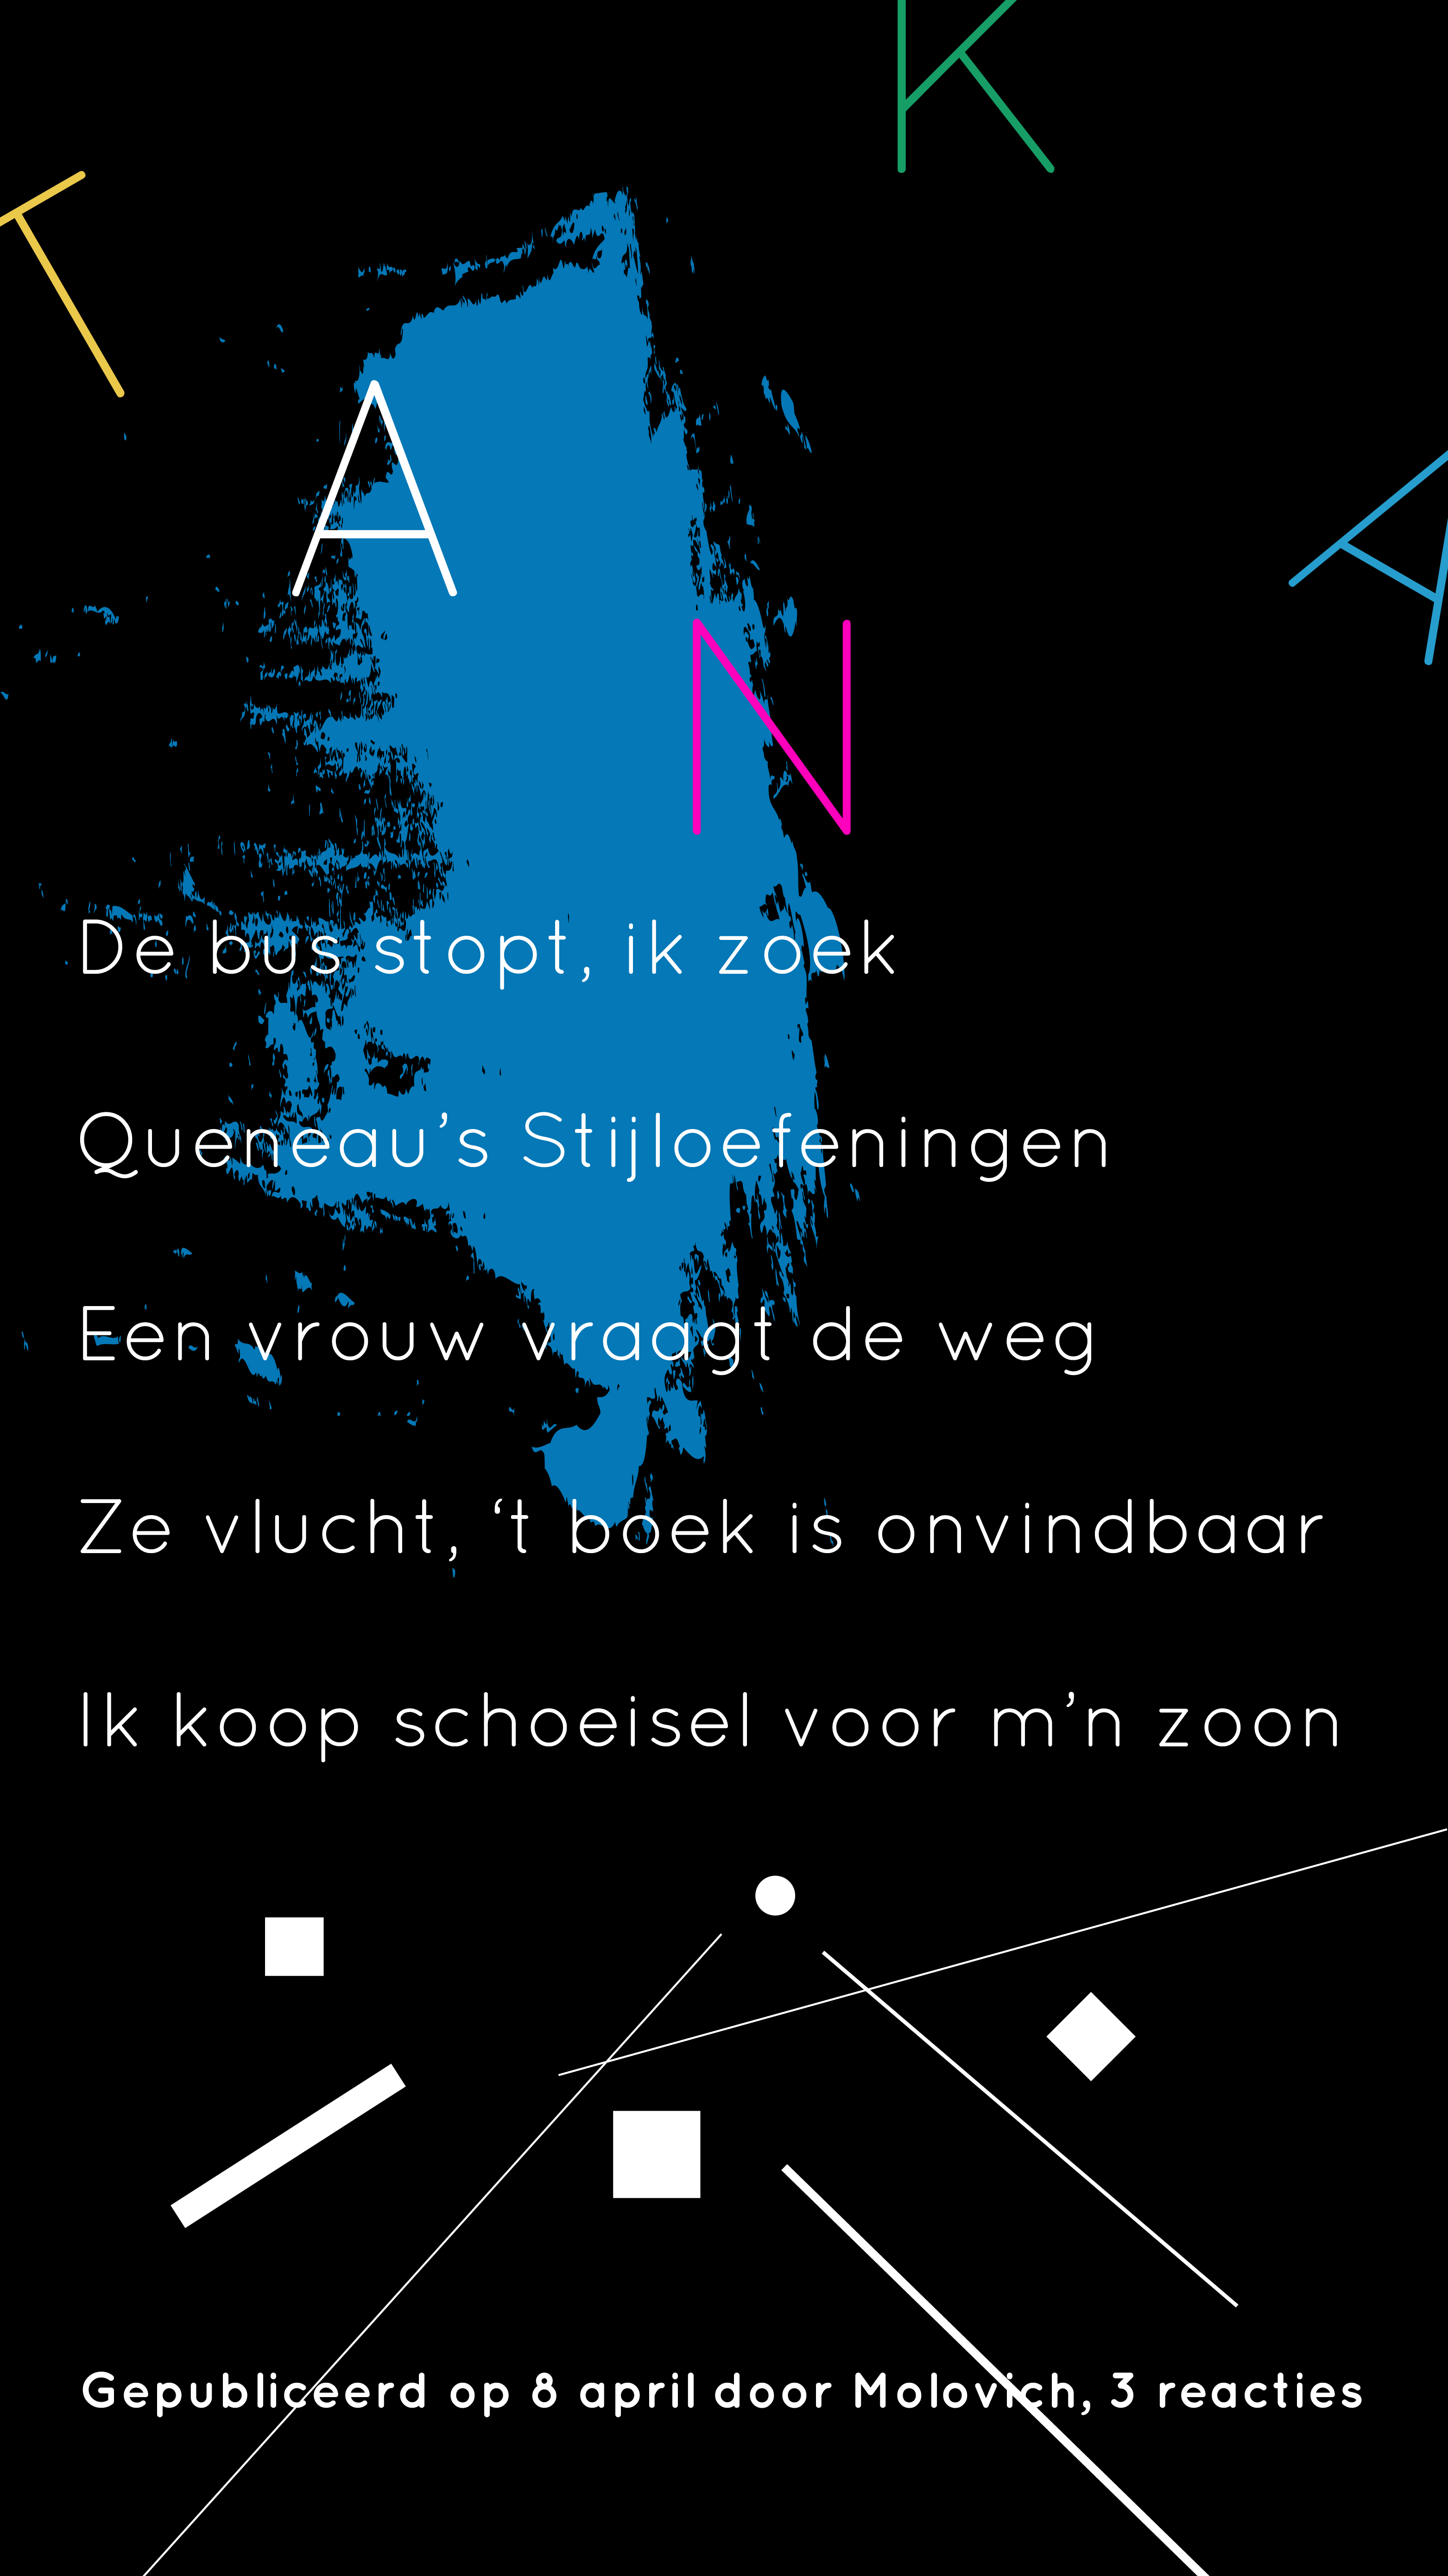 K
T
A
A
N
De bus stopt, ik zoek
Queneau’s Stijloefeningen
Een vrouw vraagt de weg
Ze vlucht, ‘t boek is onvindbaar
Ik koop schoeisel voor m’n zoon
Gepubliceerd op 8 april door Molovich, 3 reacties